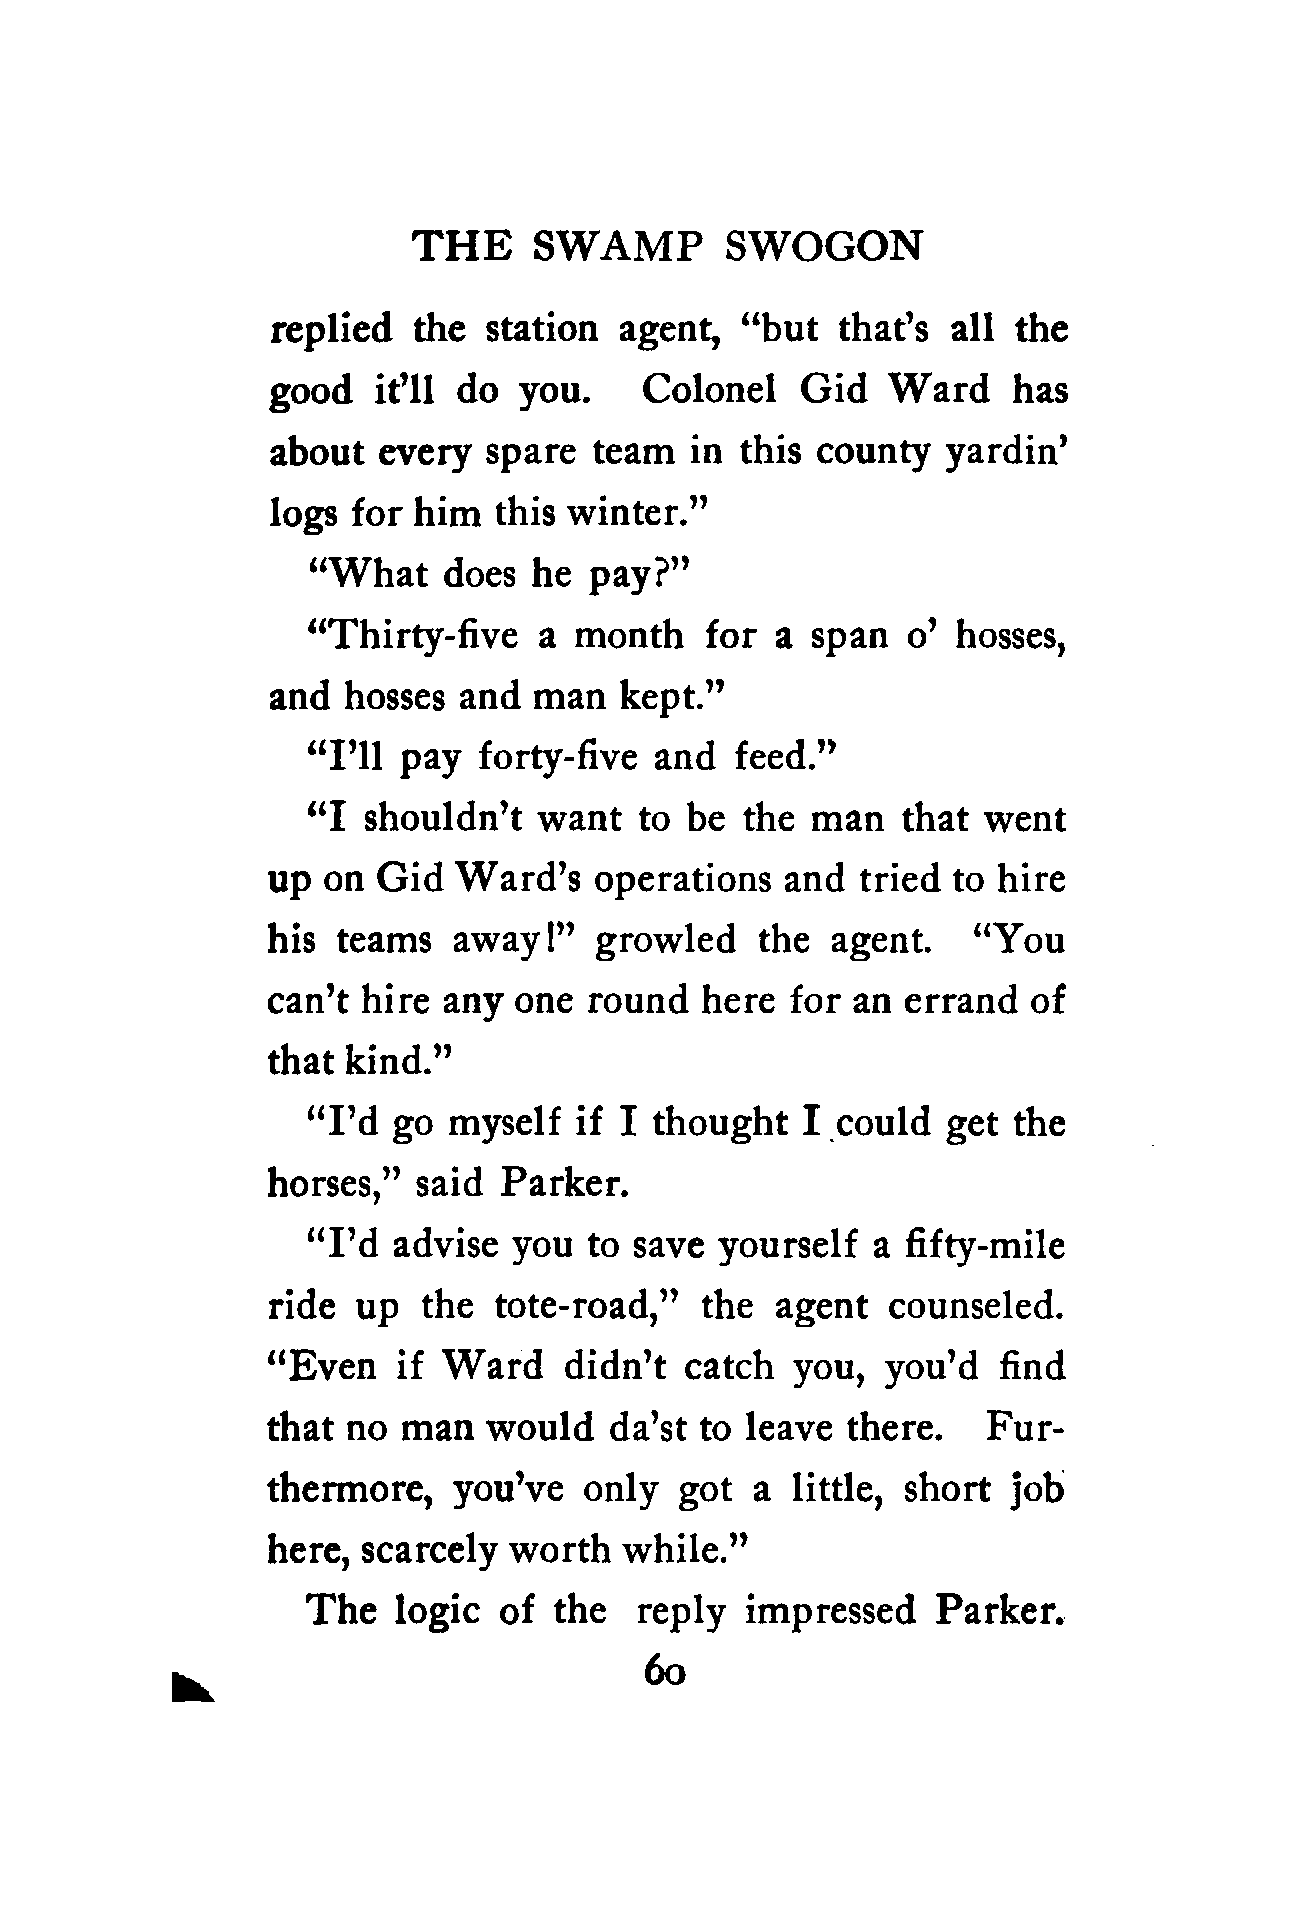 THE SWAMP SWOGON
replied the station agent, “but that’s all the
good it’ll do you. Colonel Gid Ward has
about every spare team in this county yardin’
logs for him this winter.”
“What does he pay?”
“Thirty-five a month for a span o’ hosses,
and hosses and man kept.”
“I’ll pay forty-five and feed.”
“I shouldn’t want to be the man that went
up on Gid Ward’s operations and tried to hire
his teams away!” growled the agent. “You
can’t hire any one round here for an errand of
that kind.”
“I’d go myself if I thought I could get the
horses,” said Parker.
“I’d advise you to save yourself a fifty-mile
ride up the tote-road,” the agent counseled.
“Even if Ward didn’t catch you, you’d find
that no man would da’st to leave there. Fur-
thermore, you’ve only got a little, short job
here, scarcely worth while.”
The logic of the reply impressed Parker.
60